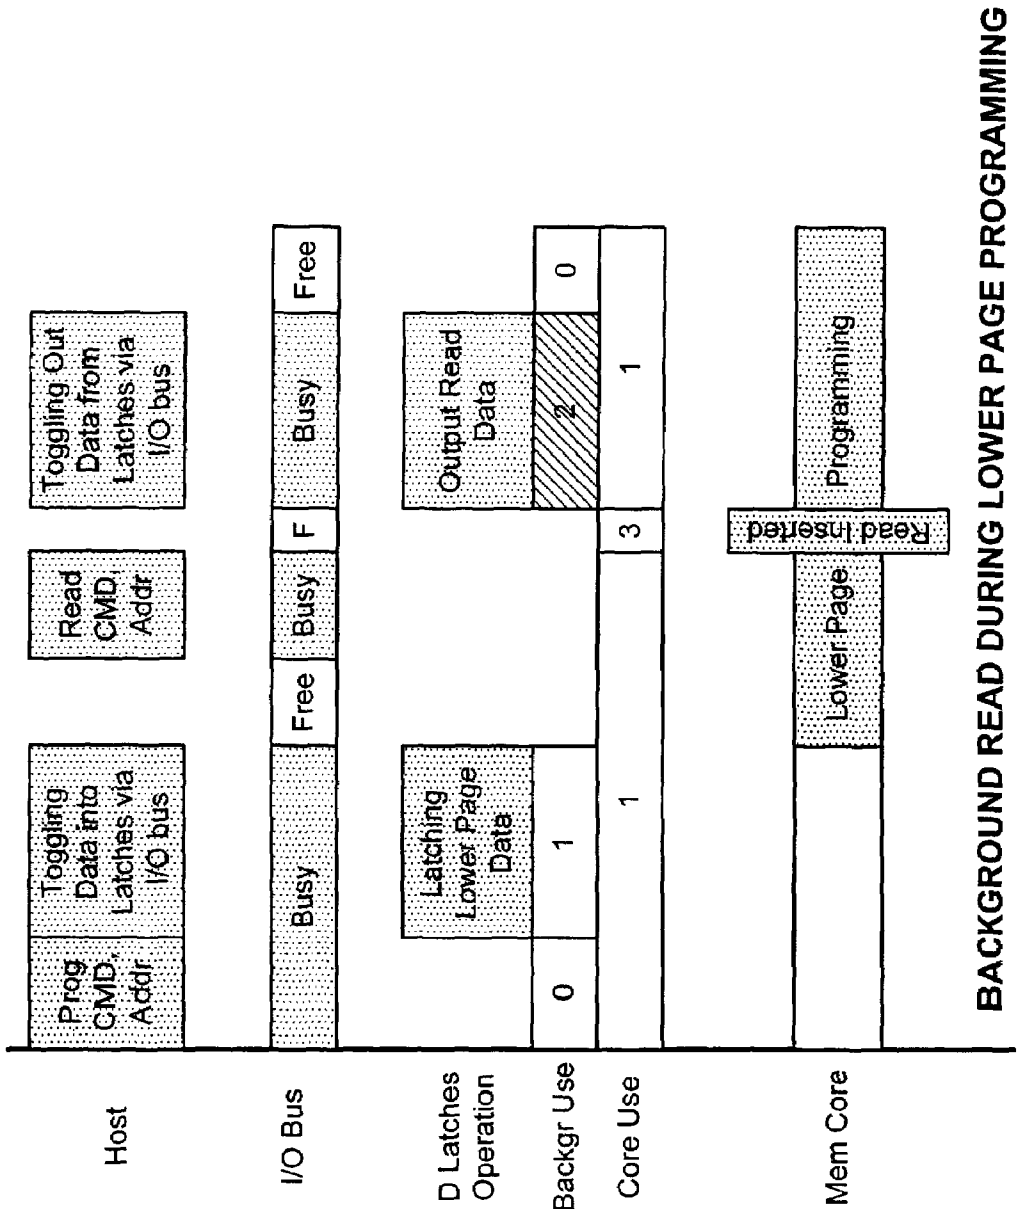 Host
Prog
CMD,
Addr
Toggling
Data into
Latches via
I/O bus
Read
CMD,
Addr
Toggling Out
Data from
Latches via
I/O bus
I/O Bus
Busy
Free
Busy
F
Busy
Free
D Latches
Operation
Latching
Lower Page
Data
Output Read
Data
Backgr Use
0
1
2
0
Core Use
1
3
1
Mem Core
Lower Page
Read Inserted
Programming
BACKGROUND READ DURING LOWER PAGE PROGRAMMING